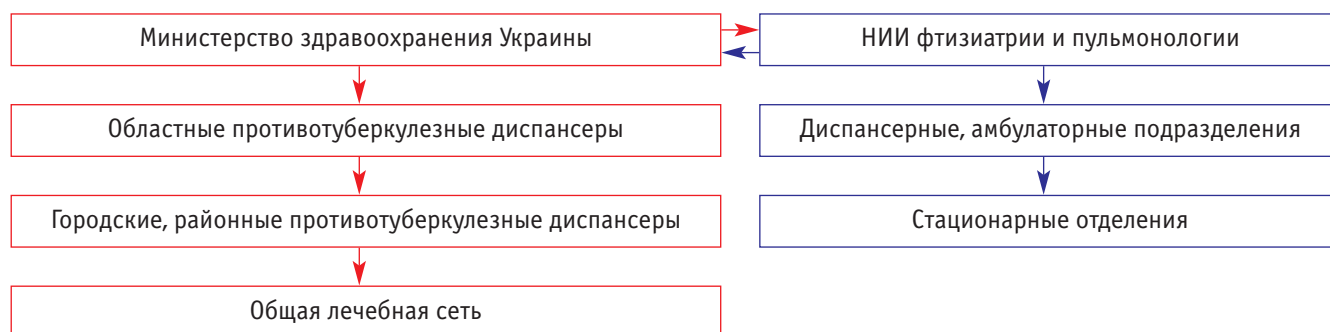 Министерство здравоохранения Украины
НИИ фтизиатрии и пульмонологии
Областные противотуберкулезные диспансеры
Диспансерные, амбулаторные подразделения
Городские, районные противотуберкулезные диспансеры
Стационарные отделения
Общая лечебная сеть